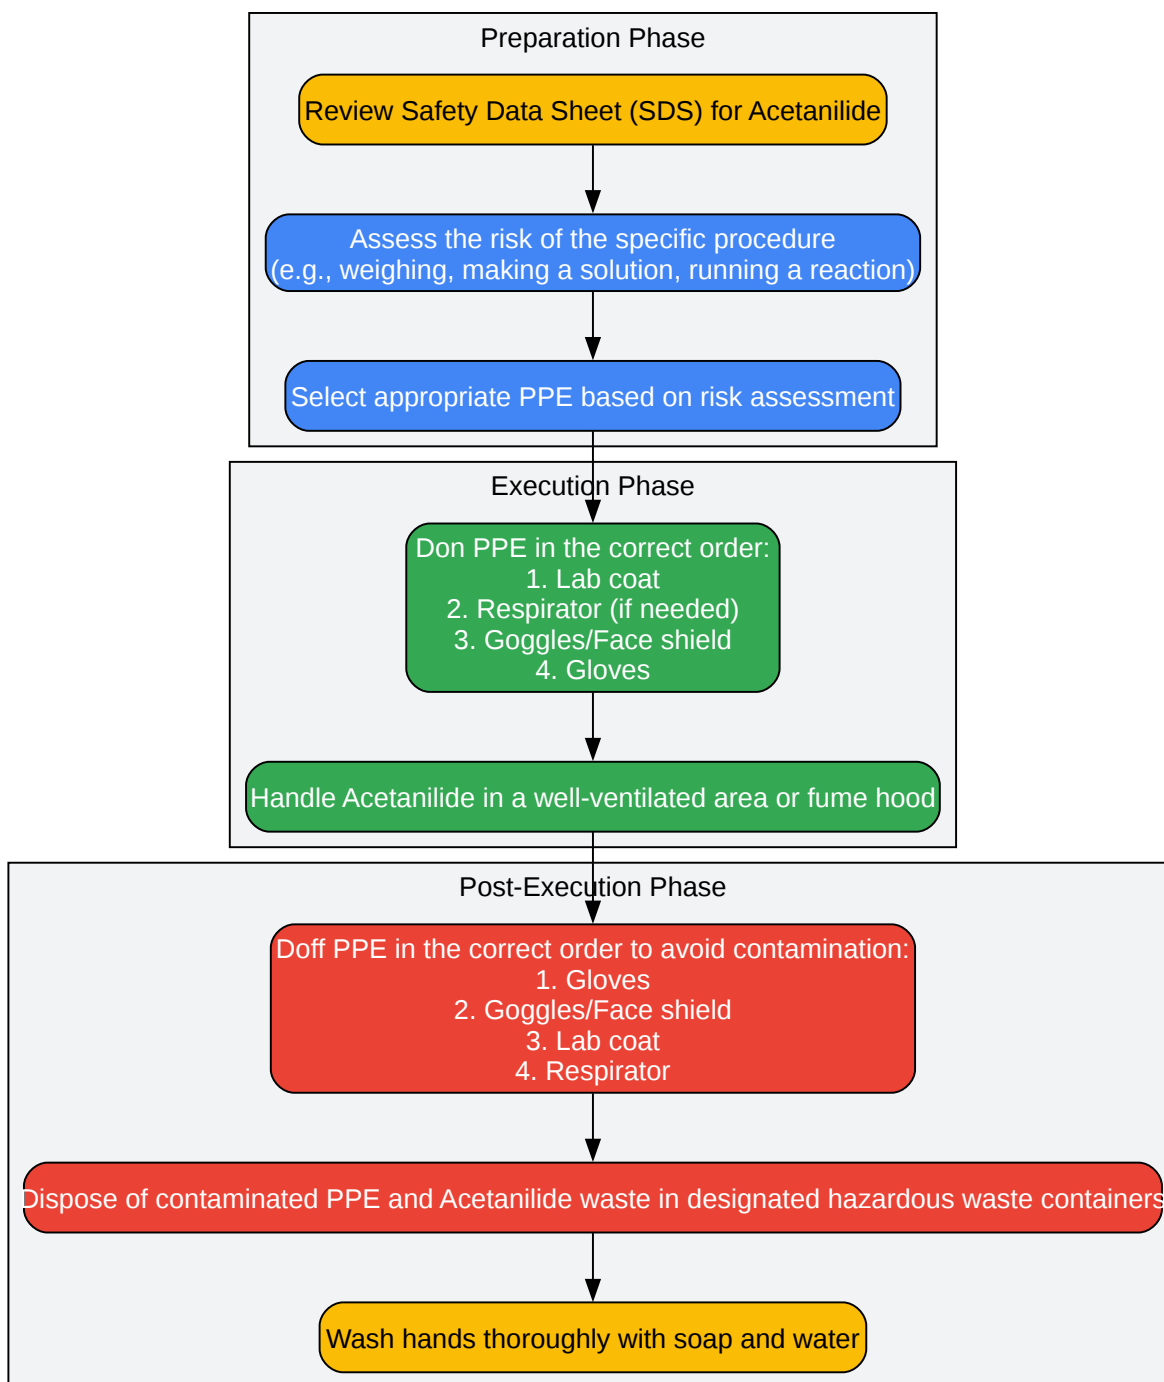 Preparation Phase
Review Safety Data Sheet (SDS) for Acetanilide
Assess the risk of the specific procedure
(e.g., weighing, making a solution, running a reaction)
Select appropriate PPE based on risk assessment
Execution Phase
Don PPE in the correct order:
1. Lab coat
2. Respirator (if needed)
3. Goggles/Face shield
4. Gloves
Handle Acetanilide in a well-ventilated area or fume hood
Post-Execution Phase
Doff PPE in the correct order to avoid contamination:
1. Gloves
2. Goggles/Face shield
3. Lab coat
4. Respirator
Dispose of contaminated PPE and Acetanilide waste in designated hazardous waste containers
Wash hands thoroughly with soap and water